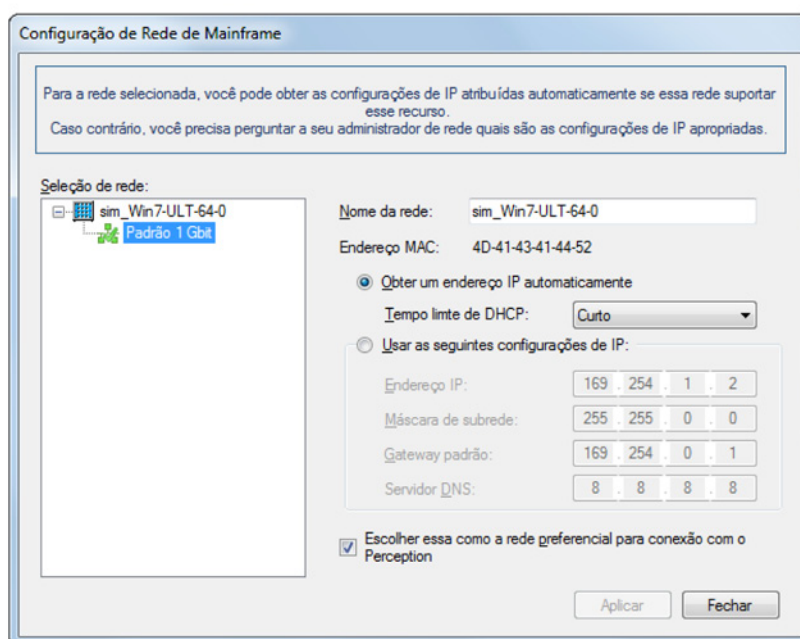 Configuração de Rede de Mainframe
Para a rede selecionada, você pode obter as configurações de IP atribuídas automaticamente se essa rede suportar
esse recurso.
Caso contrário, você precisa perguntar a seu administrador de rede quais são as configurações de IP apropriadas.
Seleção de rede:
sim_Win7-ULT-64-0
Padrão 1 Gbit
Nome da rede: sim_Win7-ULT-64-0
Endereço MAC: 4D-41-43-41-44-52
Obter um endereço IP automaticamente
Tempo limte de DHCP: Curto
Usar as seguintes configurações de IP:
Endereço IP: 169 . 254 . 1 . 2
Máscara de subrede: 255 . 255 . 0 . 0
Gateway padrão: 169 . 254 . 0 . 1
Servidor DNS: 8 . 8 . 8 . 8
Escolher essa como a rede preferencial para conexão com o
Perception
Aplicar Fechar